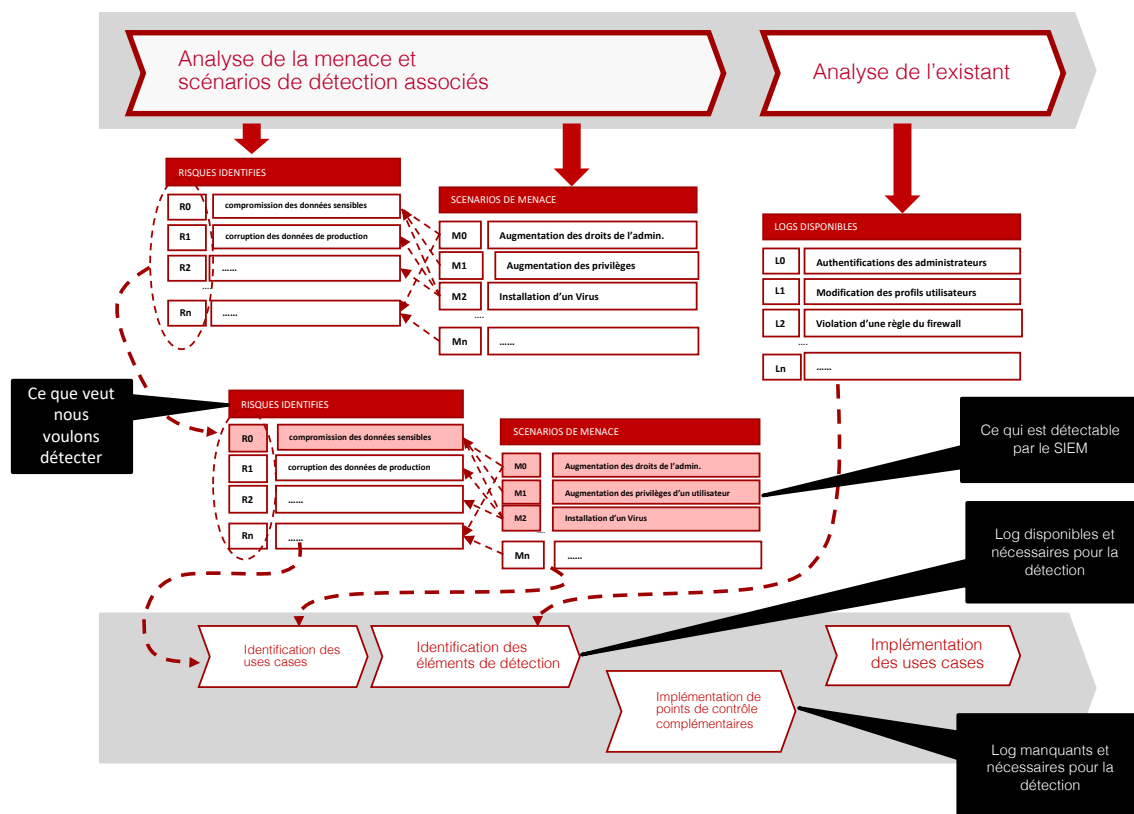 Analyse de la menace et
scénarios de détection associés
Analyse de l'existant
RISQUES IDENTIFIES
R0
compromission des données sensibles
R1
corruption des données de production
R2
......
....
Rn
......
SCENARIOS DE MENACE
M0
Augmentation des droits de l'admin.
M1
Augmentation des privilèges
M2
Installation d'un Virus
....
Mn
......
LOGS DISPONIBLES
L0
Authentifications des administrateurs
L1
Modification des profils utilisateurs
L2
Violation d'une règle du firewall
....
Ln
......
Ce que veut
nous
voulons
détecter
RISQUES IDENTIFIES
R0
compromission des données sensibles
R1
corruption des données de production
R2
......
Rn
......
SCENARIOS DE MENACE
M0
Augmentation des droits de l'admin.
M1
Augmentation des privilèges d'un utilisateur
M2
Installation d'un Virus
....
Mn
......
Ce qui est détectable
par le SIEM
Log disponibles et
nécessaires pour la
détection
Identification des
uses cases
Identification des
éléments de détection
Implémentation de
points de contrôle
complémentaires
Implémentation
des uses cases
Log manquants et
nécessaires pour la
détection